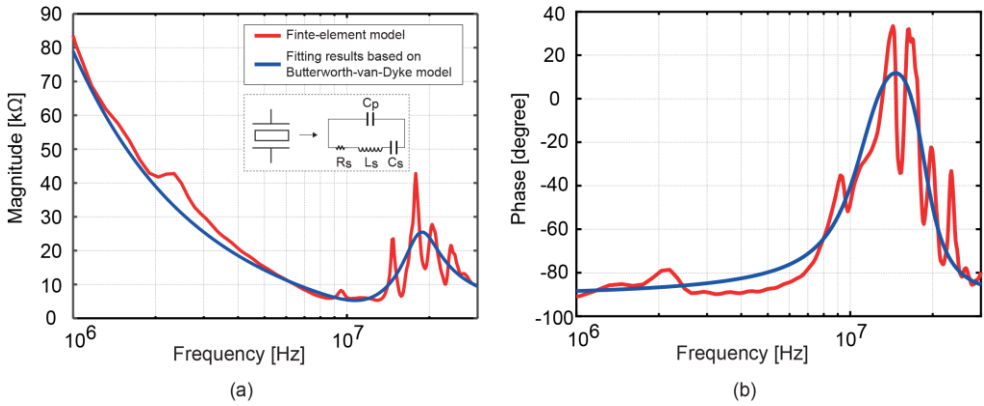 90
80
70
60
50
40
30
20
10
0
Magnitude [kΩ]
Finte-element model
Fitting results based on
Butterworth-van-Dyke model
Cp
Rs Ls Cs
10^6
10^7
Frequency [Hz]
(a)
40
20
0
-20
-40
-60
-80
-100
Phase [degree]
10^6
10^7
Frequency [Hz]
(b)